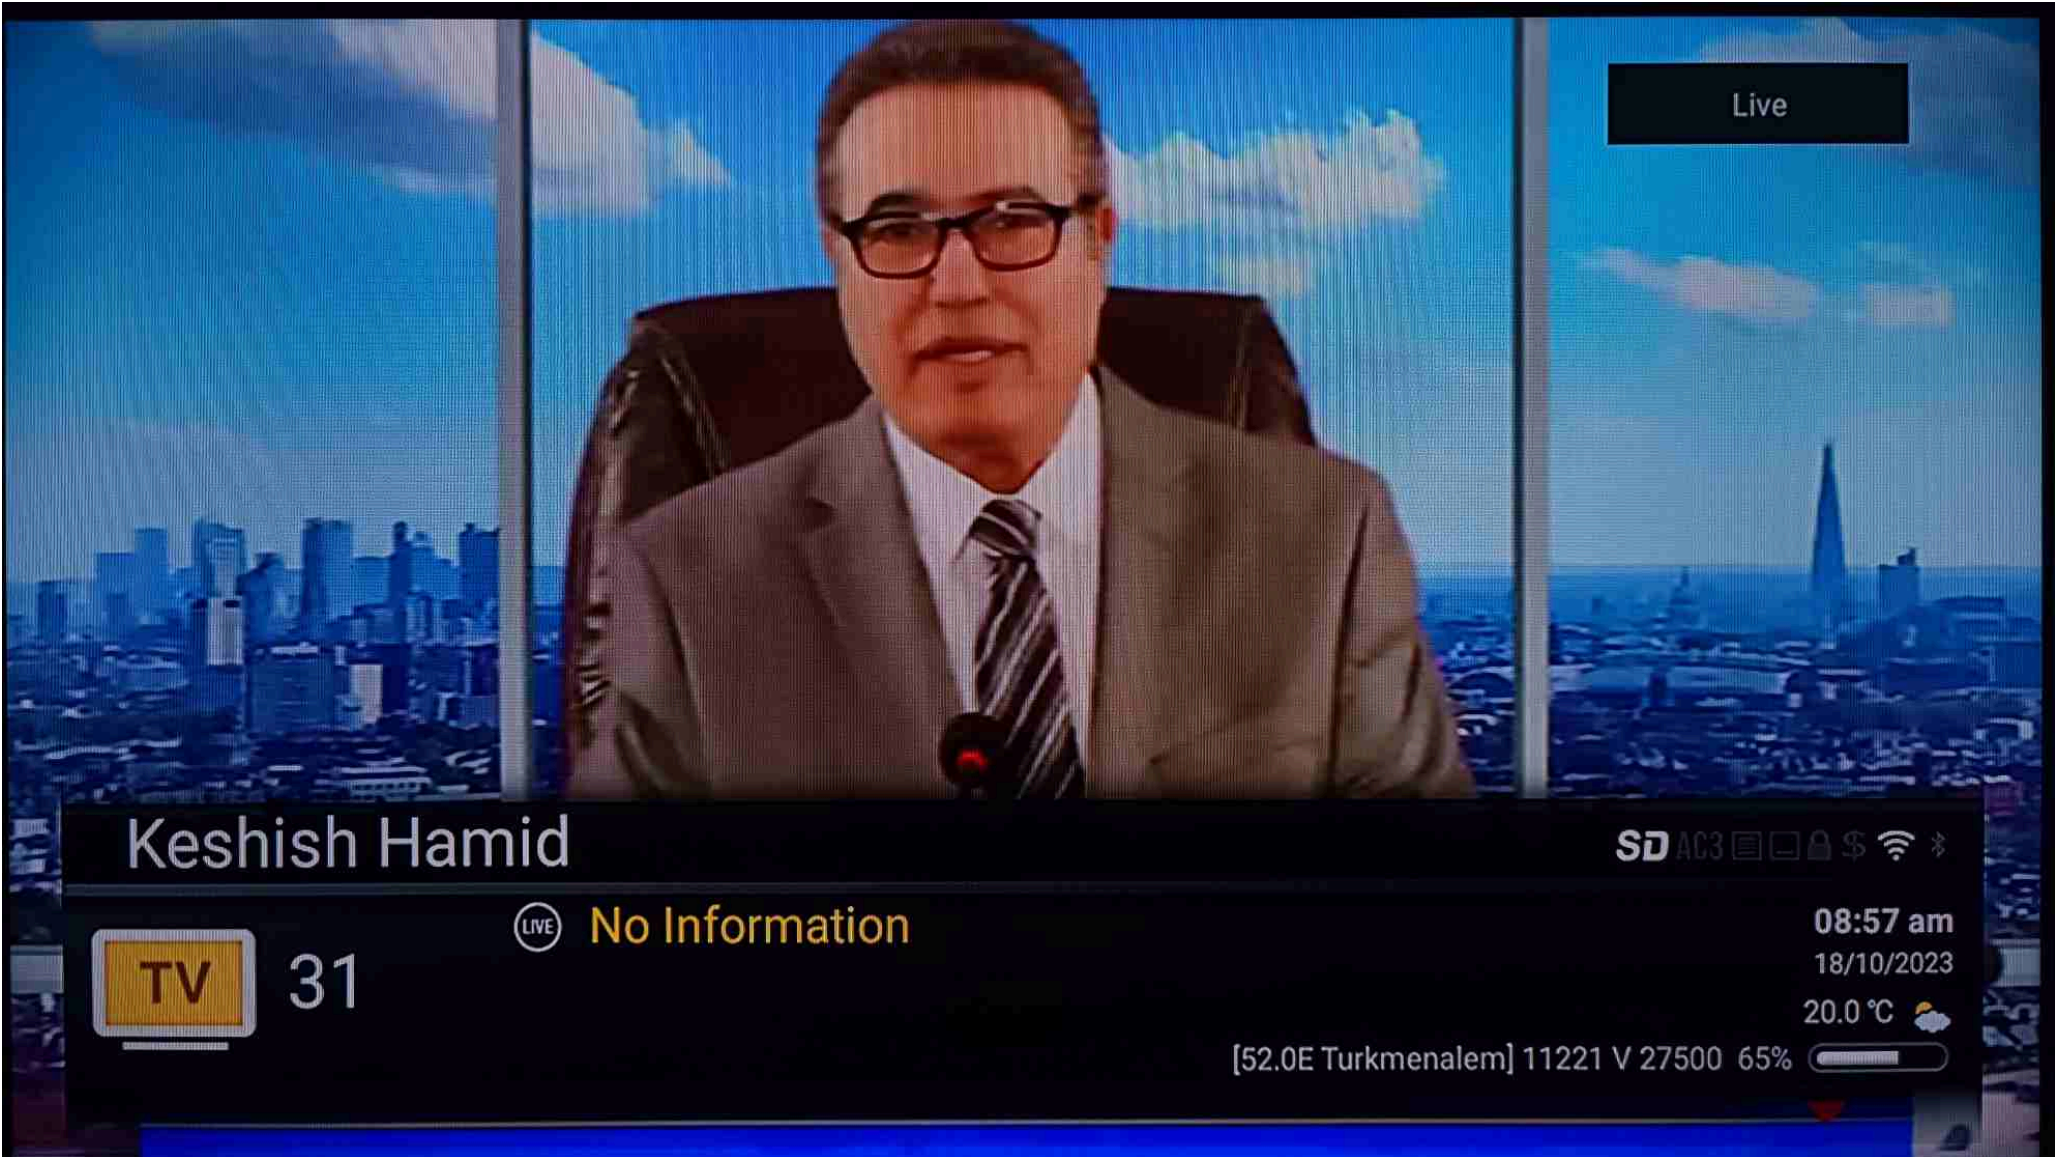 Live
Keshish Hamid
SD AC3 $
LIVE No Information
08:57 am
TV 31
18/10/2023
20.0 °C
[52.0E Turkmenalem] 11221 V 27500 65%